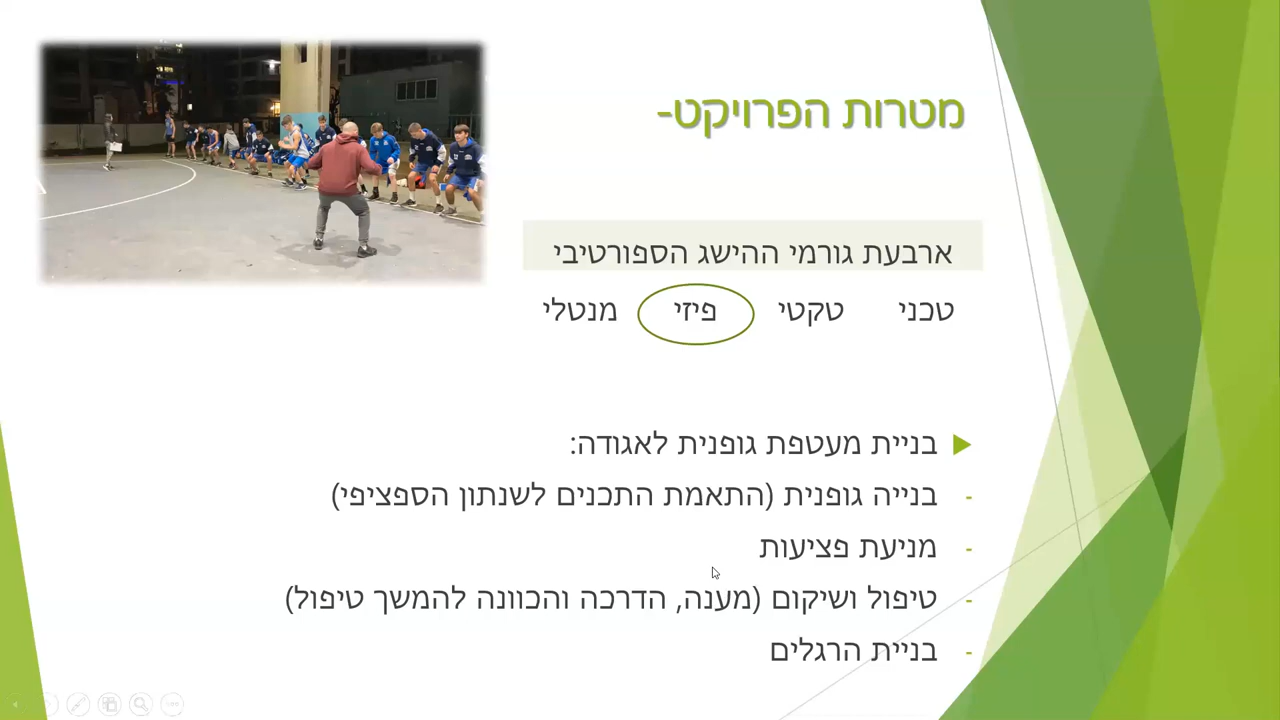 מטרות הפרויקט-
ארבעת גורמי ההישג הספורטיבי
טכני טקטי פיזי מנטלי
בניית מעטפת גופנית לאגודה:
- בנייה גופנית (התאמת התכנים לשנתון הספציפי)
- מניעת פציעות
- טיפול ושיקום (מענה, הדרכה והכוונה להמשך טיפול)
- בניית הרגלים